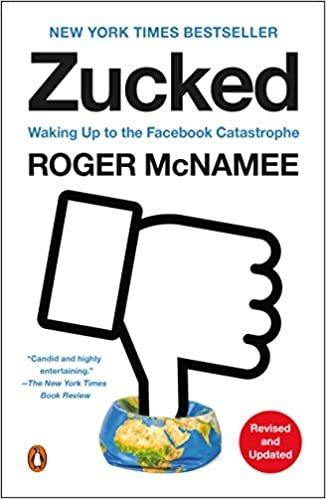 NEW YORK TIMES BESTSELLER
Zucked
Waking Up to the Facebook Catastrophe
ROGER McNAMEE
"Candid and highly
entertaining."
—The New York Times
Book Review
Revised
and
Updated